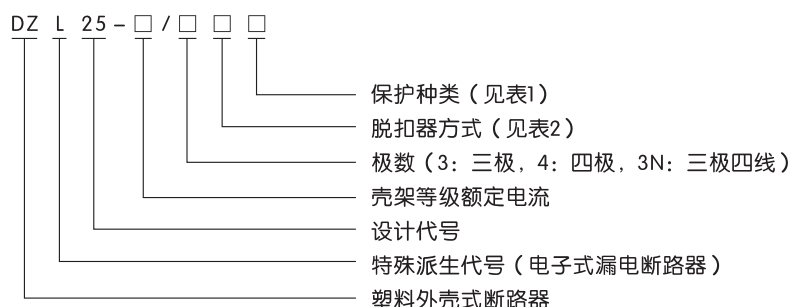 DZ L 25-□/□ □ □
保护种类（见表1）
脱扣器方式（见表2）
极数（3：三极，4：四极，3N：三极四线）
壳架等级额定电流
设计代号
特殊派生代号（电子式漏电断路器）
塑料外壳式断路器